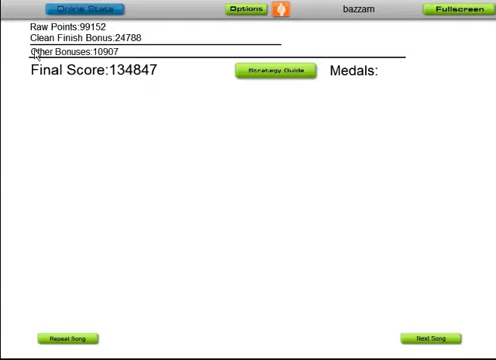 Online Stats Options bazzam Fullscreen
Raw Points:99152
Clean Finish Bonus:24788
Other Bonuses:10907
Final Score:134847 Strategy Guide Medals:
Repeat Song Next Song